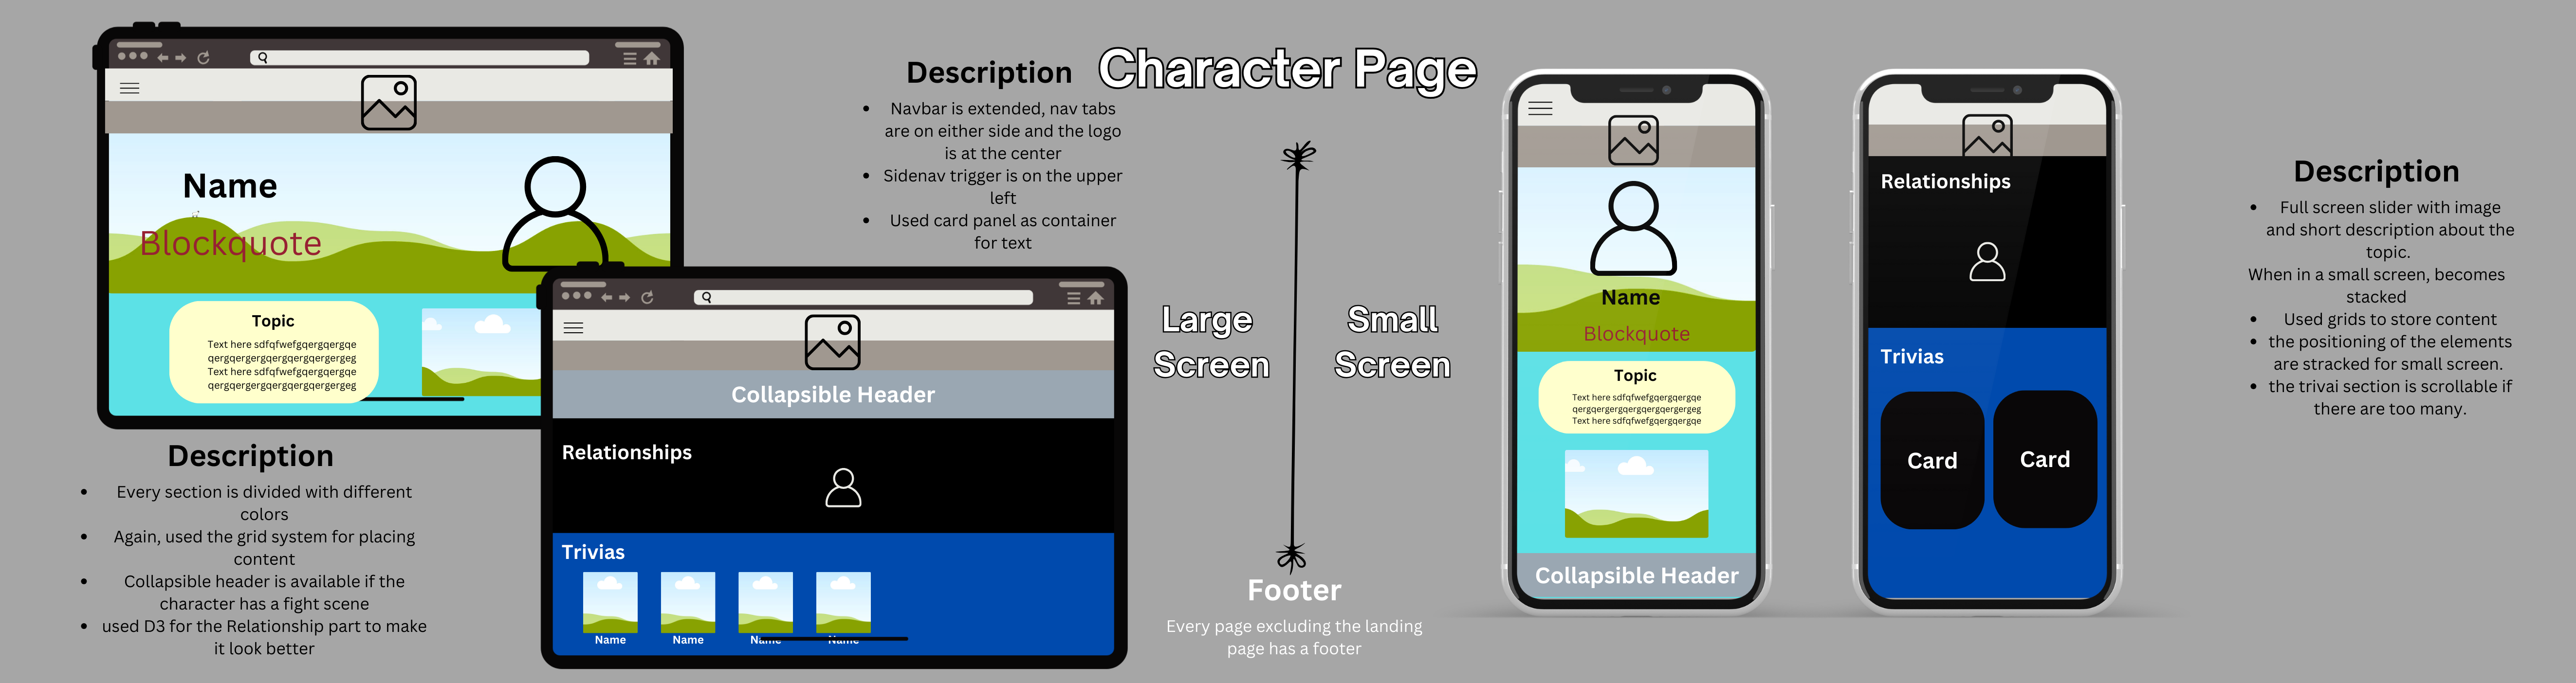 Character Page
Name
Blockquote
Topic
Text here sdfqfwefgqergqergqe
qergqergergqergqergqergergeg
Text here sdfqfwefgqergqergqe
qergqergergqergqergqergergeg
Description
• Navbar is extended, nav tabs
are on either side and the logo
is at the center
• Sidenav trigger is on the upper
left
• Used card panel as container
for text
Collapsible Header
Relationships
Trivias
Name
Name
Name
Name
Description
• Every section is divided with different
colors
• Again, used the grid system for placing
content
• Collapsible header is available if the
character has a fight scene
• used D3 for the Relationship part to make
it look better
Large
Screen
Small
Screen
Footer
Every page excluding the landing
page has a footer
Name
Blockquote
Topic
Text here sdfqfwefgqergqergqe
qergqergergqergqergqergergeg
Text here sdfqfwefgqergqergqe
Collapsible Header
Relationships
Trivias
Card
Card
Description
• Full screen slider with image
and short description about the
topic.
When in a small screen, becomes
stacked
• Used grids to store content
• the positioning of the elements
are stracked for small screen.
• the trivai section is scrollable if
there are too many.